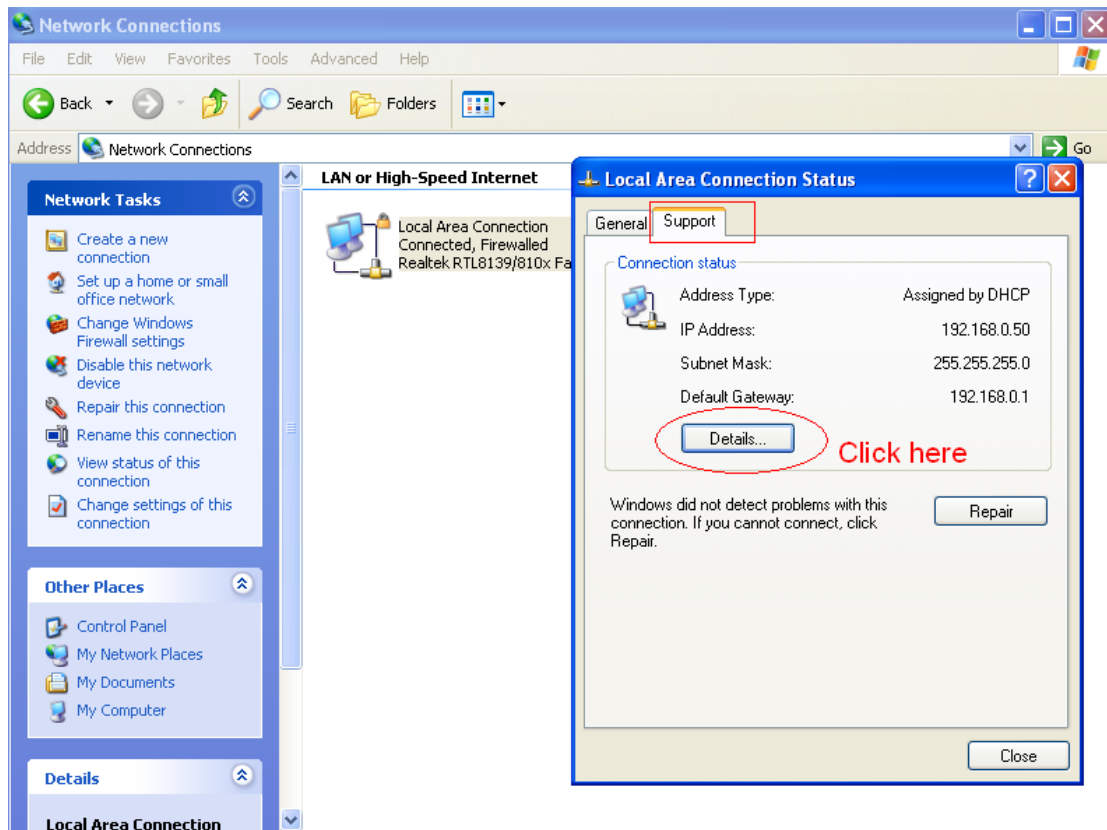 Network Connections
File Edit View Favorites Tools Advanced Help
Back Search Folders
Address Network Connections Go
Network Tasks
Create a new
connection
Set up a home or small
office network
Change Windows
Firewall settings
Disable this network
device
Repair this connection
Rename this connection
View status of this
connection
Change settings of this
connection
Other Places
Control Panel
My Network Places
My Documents
My Computer
Details
Local Area Connection
LAN or High-Speed Internet
Local Area Connection
Connected, Firewalled
Realtek RTL8139/810x Fa
Local Area Connection Status
General Support
Connection status
Address Type: Assigned by DHCP
IP Address: 192.168.0.50
Subnet Mask: 255.255.255.0
Default Gateway: 192.168.0.1
Details...
Click here
Windows did not detect problems with this
connection. If you cannot connect, click
Repair.
Repair
Close